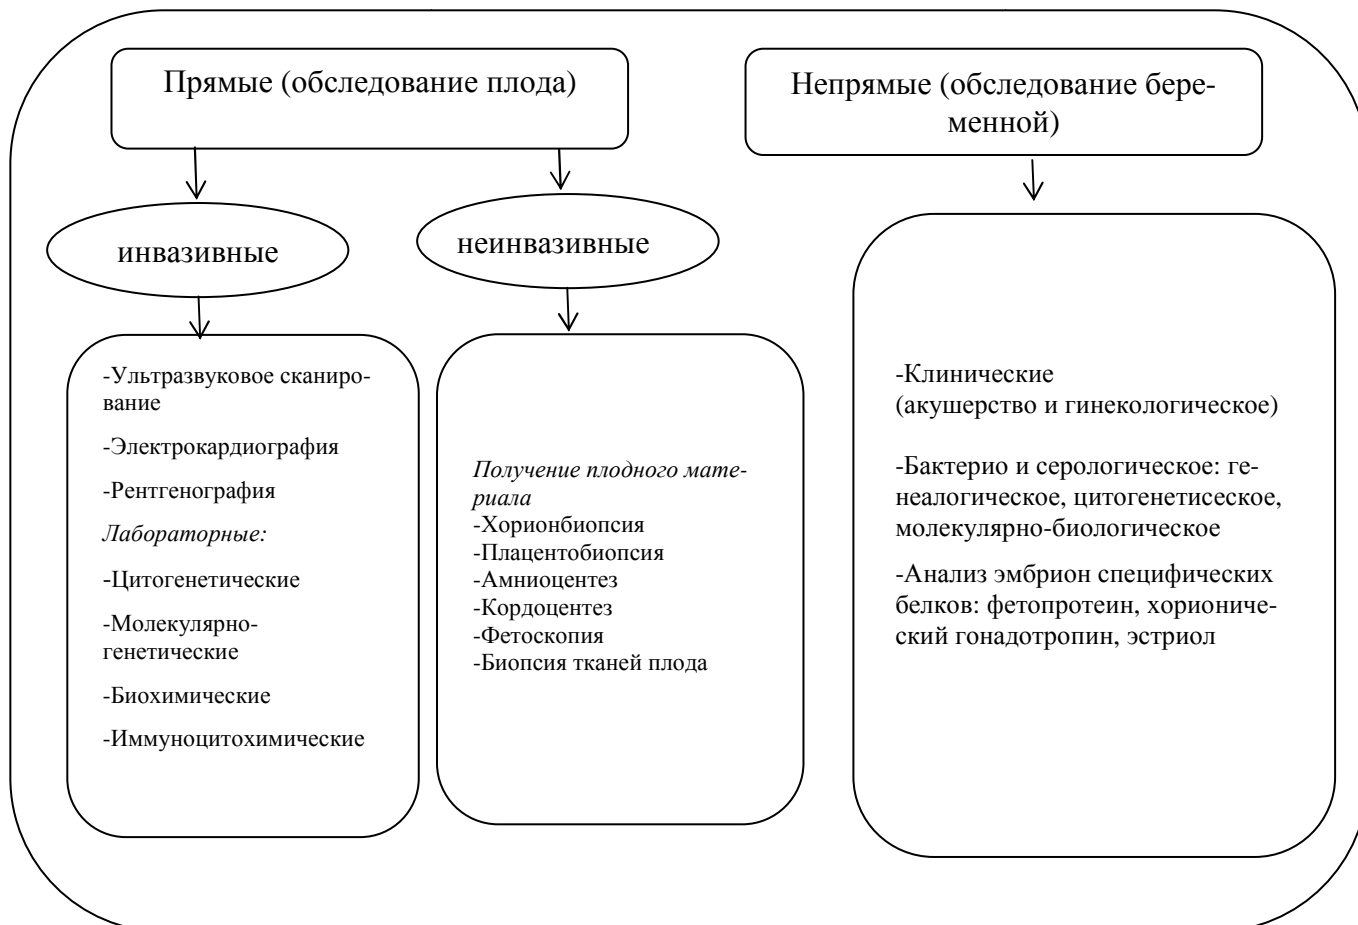 Прямые (обследование плода)
Непрямые (обследование бере-
менной)
инвазивные
неинвазивные
-Ультразвуковое сканиро-
вание
-Электрокардиография
-Рентгенография
Лабораторные:
-Цитогенетические
-Молекулярно-
генетические
-Биохимические
-Иммуноцитохимические
Получение плодного мате-
риала
-Хорионбиопсия
-Плацентобиопсия
-Амниоцентез
-Кордоцентез
-Фетоскопия
-Биопсия тканей плода
-Клинические
(акушерство и гинекологическое)
-Бактерио и серологическое: ге-
неалогическое, цитогенетисеское,
молекулярно-биологическое
-Анализ эмбрион специфических
белков: фетопротеин, хориониче-
ский гонадотропин, эстриол